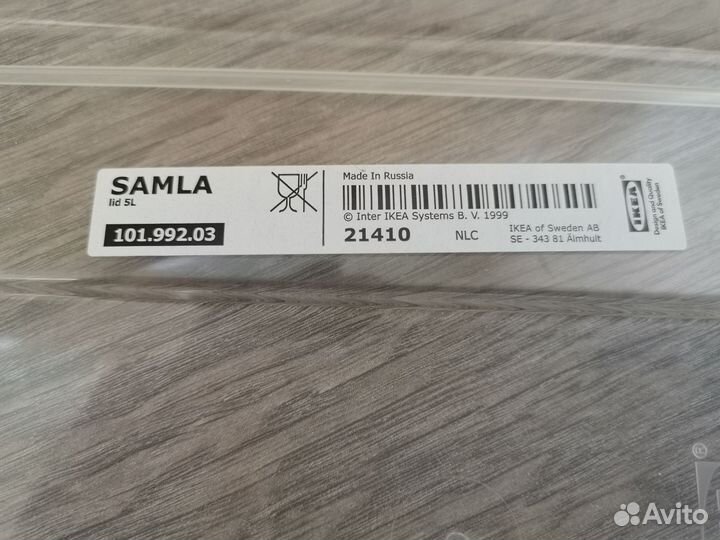 SAMLA
lid 5L
101.992.03
Made In Russia
© Inter IKEA Systems B. V. 1999
21410 NLC
IKEA of Sweden AB
SE - 343 81 Älmhult
IKEA
®
Design and Quality
IKEA of Sweden
®
Avito